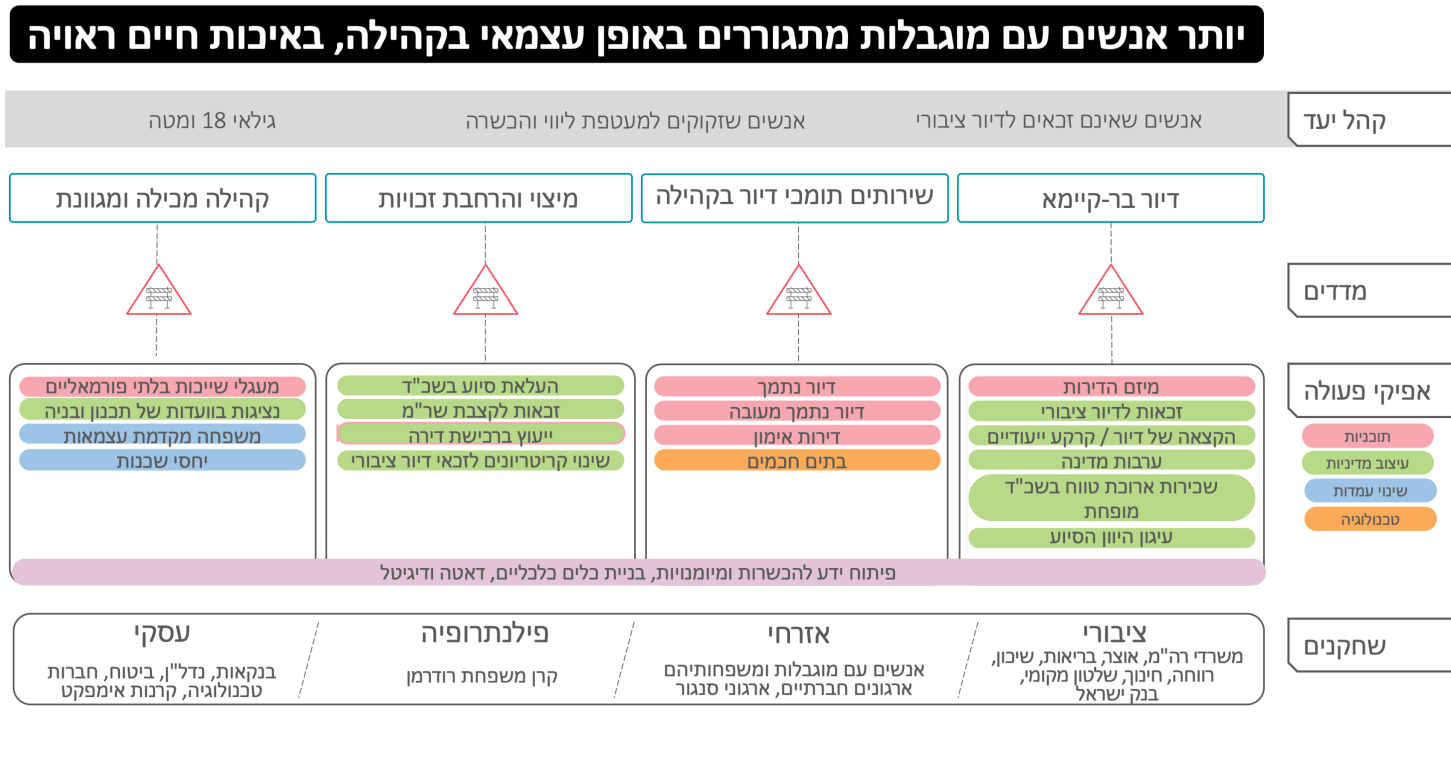 יותר אנשים עם מוגבלות מתגוררים באופן עצמאי בקהילה, באיכות חיים ראויה
קהל יעד
אנשים שאינם זכאים לדיור ציבורי
אנשים שזקוקים למעטפת ליווי והכשרה
גילאי 18 ומטה
דיור בר-קיימא
שירותים תומכי דיור בקהילה
מיצוי והרחבת זכויות
קהילה מכילה ומגוונת
מדדים
אפיקי פעולה
תוכניות
עיצוב מדיניות
שינוי עמדות
טכנולוגיה
מיזם הדירות
זכאות לדיור ציבורי
הקצאה של דיור / קרקע ייעודיים
ערבות מדינה
שכירות ארוכת טווח בשכ"ד
מופחת
עיגון היוון הסיוע
דיור נתמך
דיור נתמך מעובה
דירות אימון
בתים חכמים
העלאת סיוע בשכ"ד
זכאות לקצבת שר"מ
ייעוץ ברכישת דירה
שינוי קריטריונים לזכאי דיור ציבורי
מעגלי שייכות בלתי פורמאליים
נציגות בוועדות של תכנון ובניה
משפחה מקדמת עצמאות
יחסי שכנות
פיתוח ידע להכשרות ומיומנויות, בניית כלים כלכליים, דאטה ודיגיטל
שחקנים
ציבורי
משרדי רה"מ, אוצר, בריאות, שיכון,
רווחה, חינוך, שלטון מקומי,
בנק ישראל
אזרחי
אנשים עם מוגבלות ומשפחותיהם
ארגונים חברתיים, ארגוני סנגור
פילנתרופיה
קרן משפחת רודרמן
עסקי
בנקאות, נדל"ן, ביטוח, חברות
טכנולוגיה, קרנות אימפקט